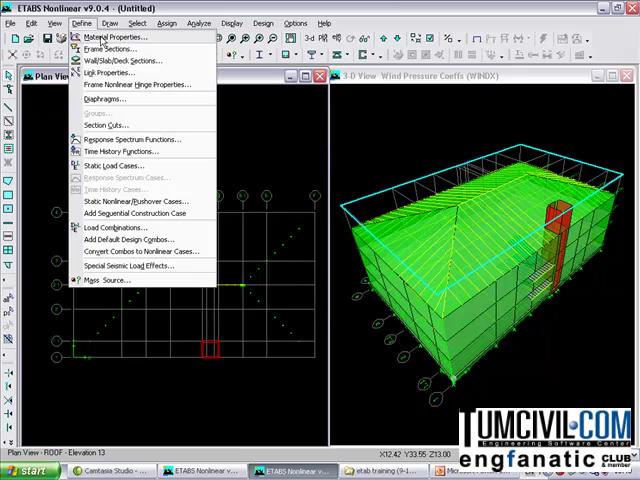 ETABS Nonlinear v9.0.4 - (Untitled)
File Edit View Define Draw Select Assign Analyze Display Design Options Help
Material Properties...
Frame Sections...
Wall/Slab/Deck Sections...
Link Properties...
Frame Nonlinear Hinge Properties...
Diaphragms...
Groups...
Section Cuts...
Response Spectrum Functions...
Time History Functions...
Static Load Cases...
Response Spectrum Cases...
Time History Cases...
Static Nonlinear/Pushover Cases...
Add Sequential Construction Case
Load Combinations...
Add Default Design Combos...
Convert Combos to Nonlinear Cases...
Special Seismic Load Effects...
Mass Source...
Plan View
3-D View Wind Pressure Coeffs (WINDX)
TUMCIVIL.COM
Engineering Software Center
engfanatic CLUB
& member
Plan View - ROOF - Elevation 13
X12.42 Y33.55 Z13.00
start
Camtasia Studio - ...
ETABS Nonlinear v...
ETABS Nonlinear v...
etab training (9-1...
Microsoft